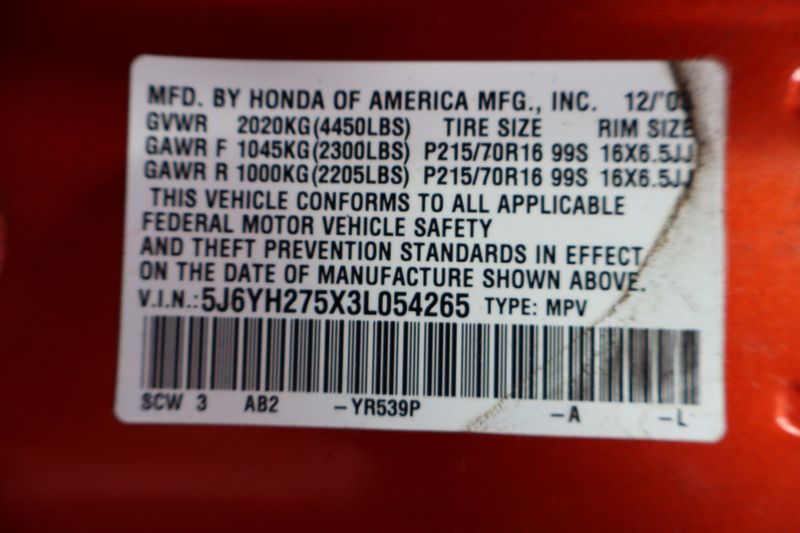 MFD. BY HONDA OF AMERICA MFG., INC. 12/'0
GVWR 2020KG(4450LBS) TIRE SIZE RIM SIZE
GAWR F 1045KG(2300LBS) P215/70R16 99S 16X6.5JJ
GAWR R 1000KG(2205LBS) P215/70R16 99S 16X6.5JJ
THIS VEHICLE CONFORMS TO ALL APPLICABLE
FEDERAL MOTOR VEHICLE SAFETY
AND THEFT PREVENTION STANDARDS IN EFFECT
ON THE DATE OF MANUFACTURE SHOWN ABOVE.
V.I.N.: 5J6YH275X3L054265 TYPE: MPV
SCW 3 AB2 -YR539P -A -L